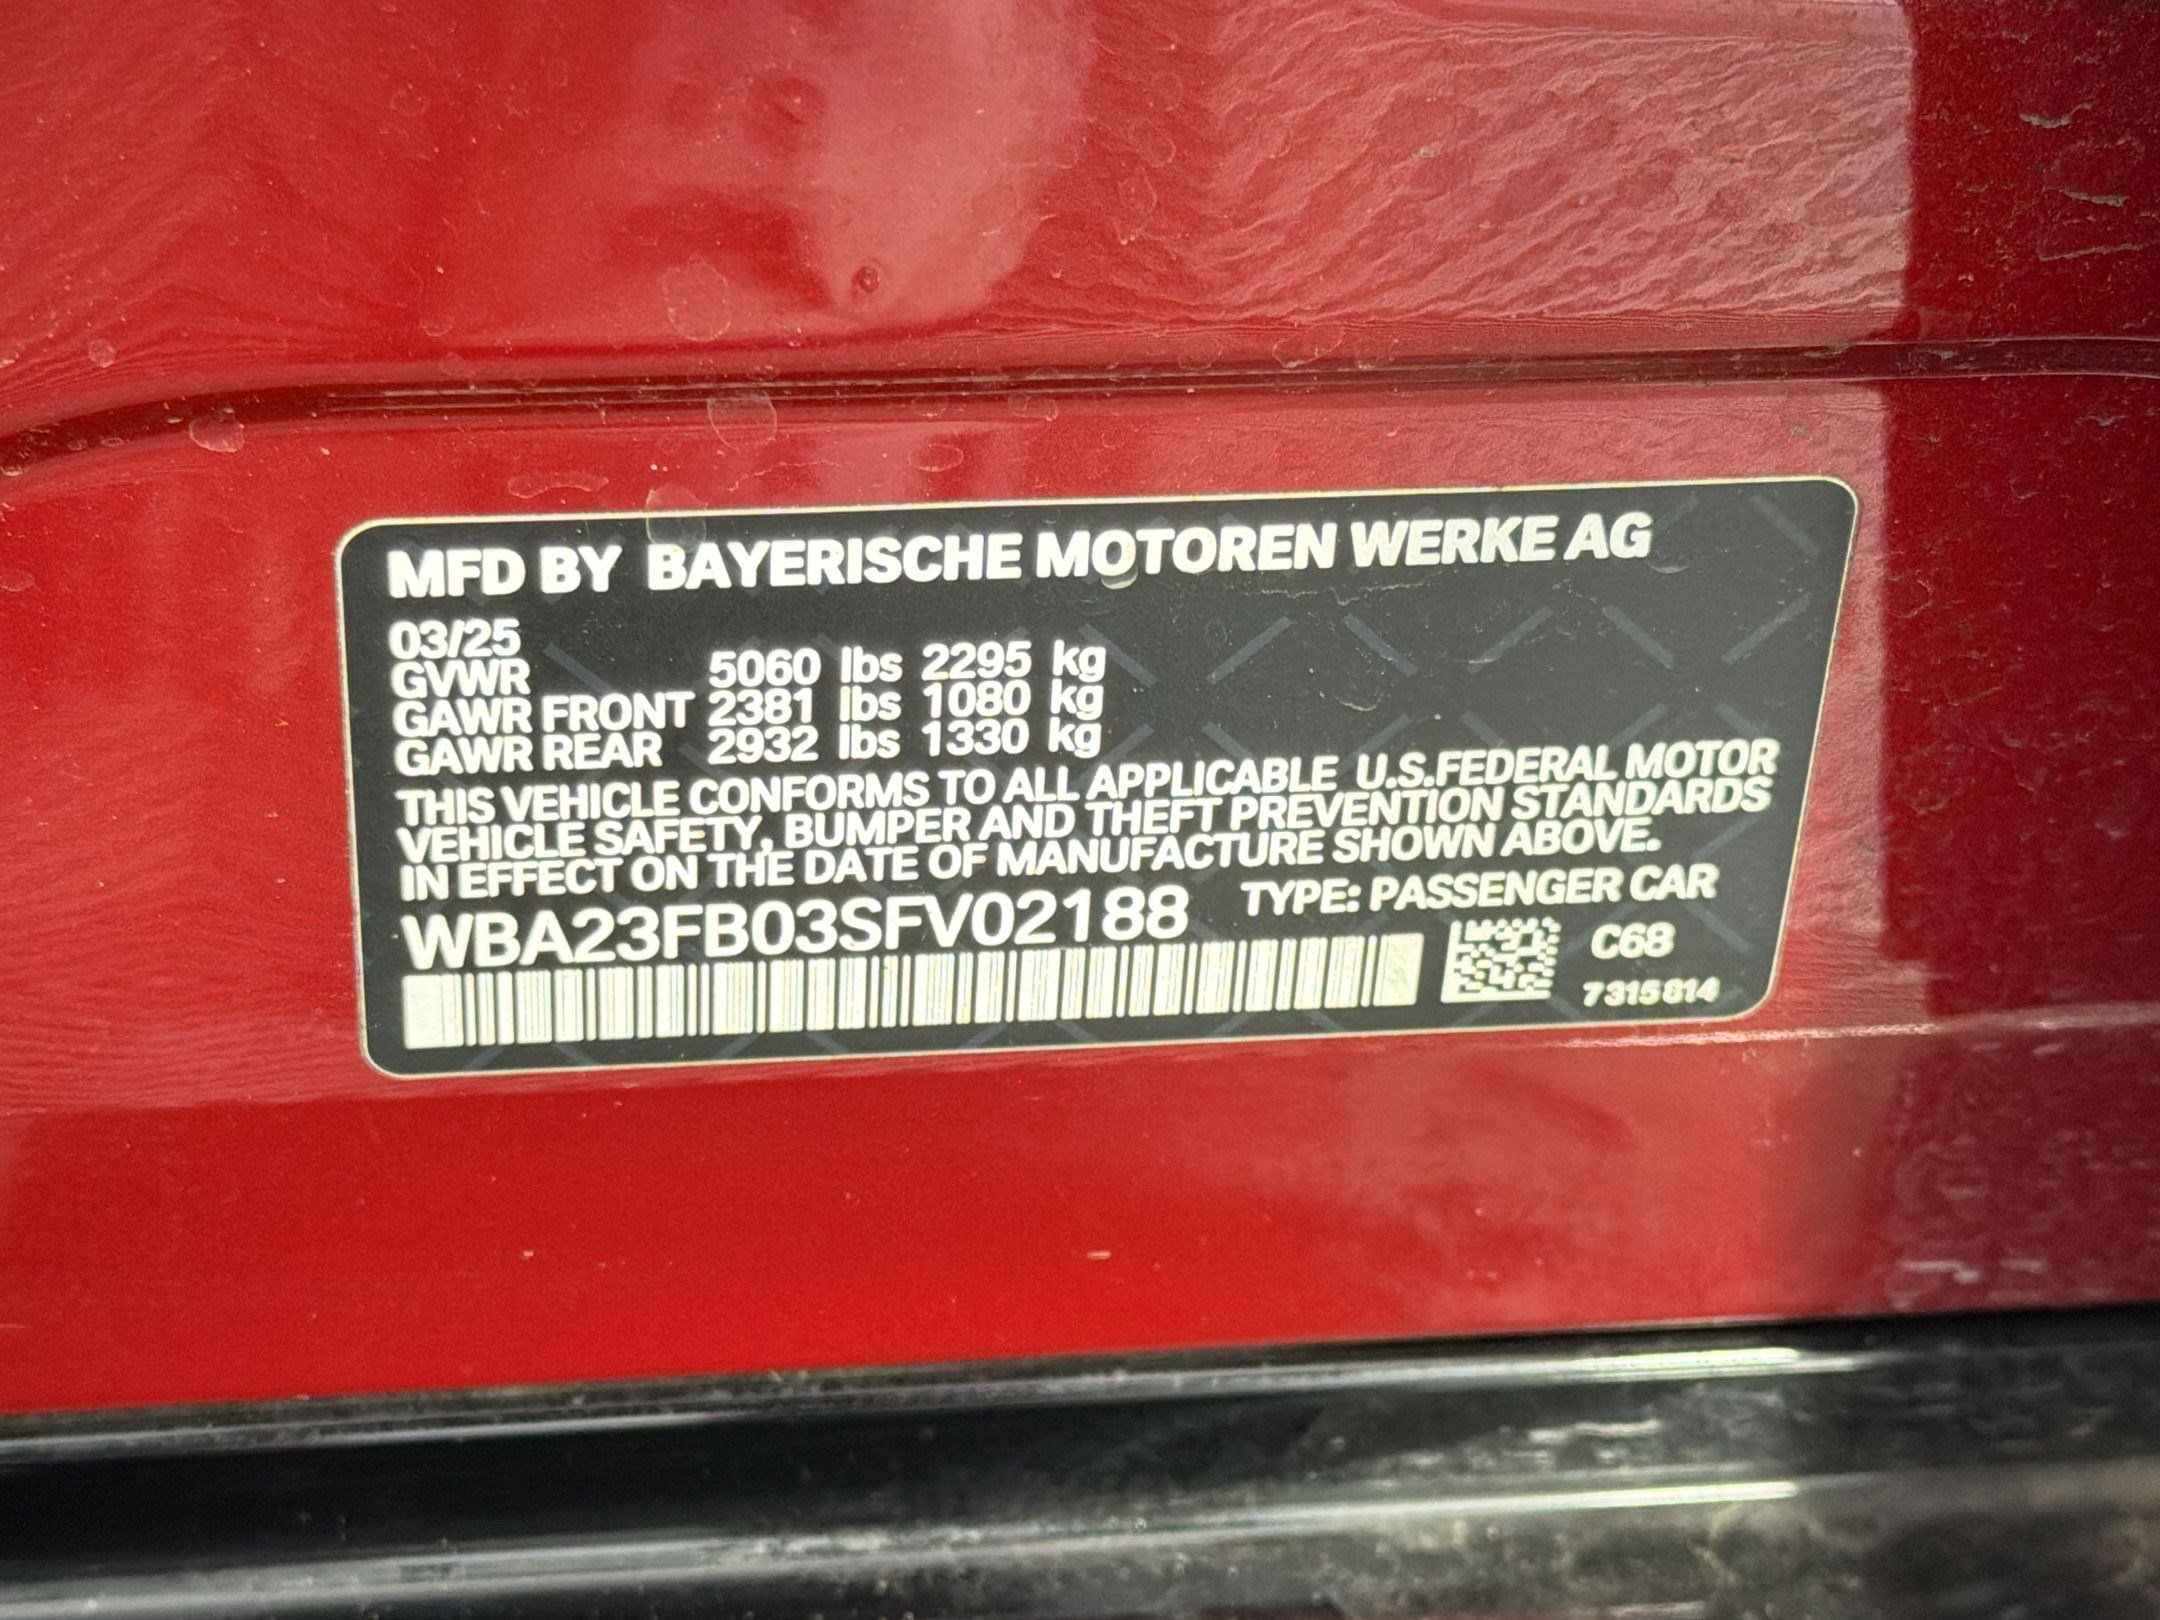 MFD BY BAYERISCHE MOTOREN WERKE AG
03/25
GVWR 5060 lbs 2295 kg
GAWR FRONT 2381 lbs 1080 kg
GAWR REAR 2932 lbs 1330 kg
THIS VEHICLE CONFORMS TO ALL APPLICABLE U.S.FEDERAL MOTOR
VEHICLE SAFETY, BUMPER AND THEFT PREVENTION STANDARDS
IN EFFECT ON THE DATE OF MANUFACTURE SHOWN ABOVE.
WBA23FB03SFV02188 TYPE: PASSENGER CAR
C68
7315814